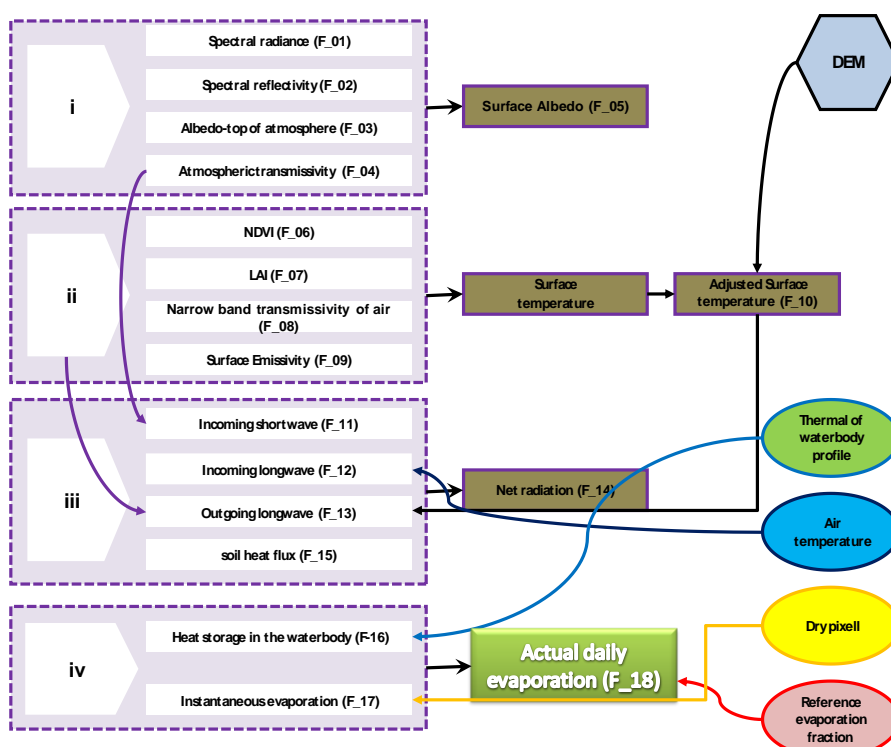 i
Spectral radiance (F_01)
Spectral reflectivity (F_02)
Albedo-top of atmosphere (F_03)
Atmospheric transmissivity (F_04)
Surface Albedo (F_05)
DEM
ii
NDVI (F_06)
LAI (F_07)
Narrow band transmissivity of air
(F_08)
Surface Emissivity (F_09)
Surface
temperature
Adjusted Surface
temperature (F_10)
iii
Incoming short wave (F_11)
Incoming longwave (F_12)
Outgoing longwave (F_13)
soil heat flux (F_15)
Net radiation (F_14)
Thermal of
waterbody
profile
Air
temperature
iv
Heat storage in the waterbody (F-16)
Instantaneous evaporation (F_17)
Actual daily
evaporation (F_18)
Dry pixell
Reference
evaporation
fraction